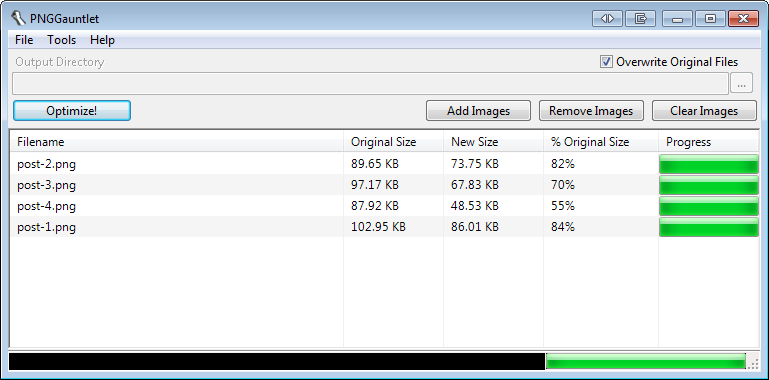 PNGGauntlet
File Tools Help
Output Directory
Overwrite Original Files
...
Optimize! Add Images Remove Images Clear Images
Filename Original Size New Size % Original Size Progress
post-2.png 89.65 KB 73.75 KB 82%
post-3.png 97.17 KB 67.83 KB 70%
post-4.png 87.92 KB 48.53 KB 55%
post-1.png 102.95 KB 86.01 KB 84%